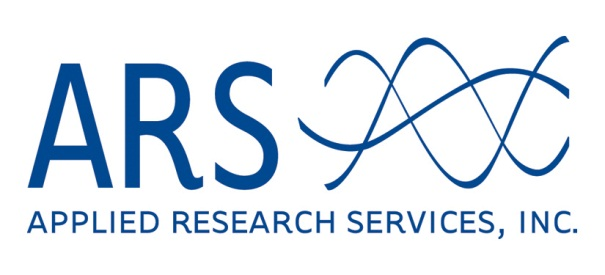 ARS
APPLIED RESEARCH SERVICES, INC.